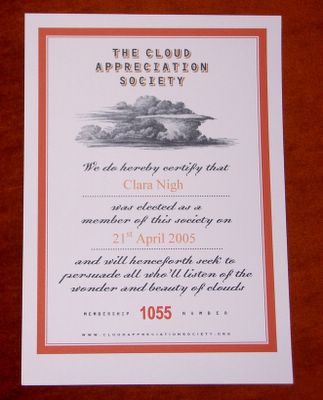 THE CLOUD
APPRECIATION
SOCIETY
We do hereby certify that
Clara Nigh
was elected as a
member of this society on
21st April 2005
and will henceforth seek to
persuade all who'll listen of the
wonder and beauty of clouds
MEMBERSHIP 1055 NUMBER
WWW.CLOUDAPPRECIATIONSOCIETY.ORG